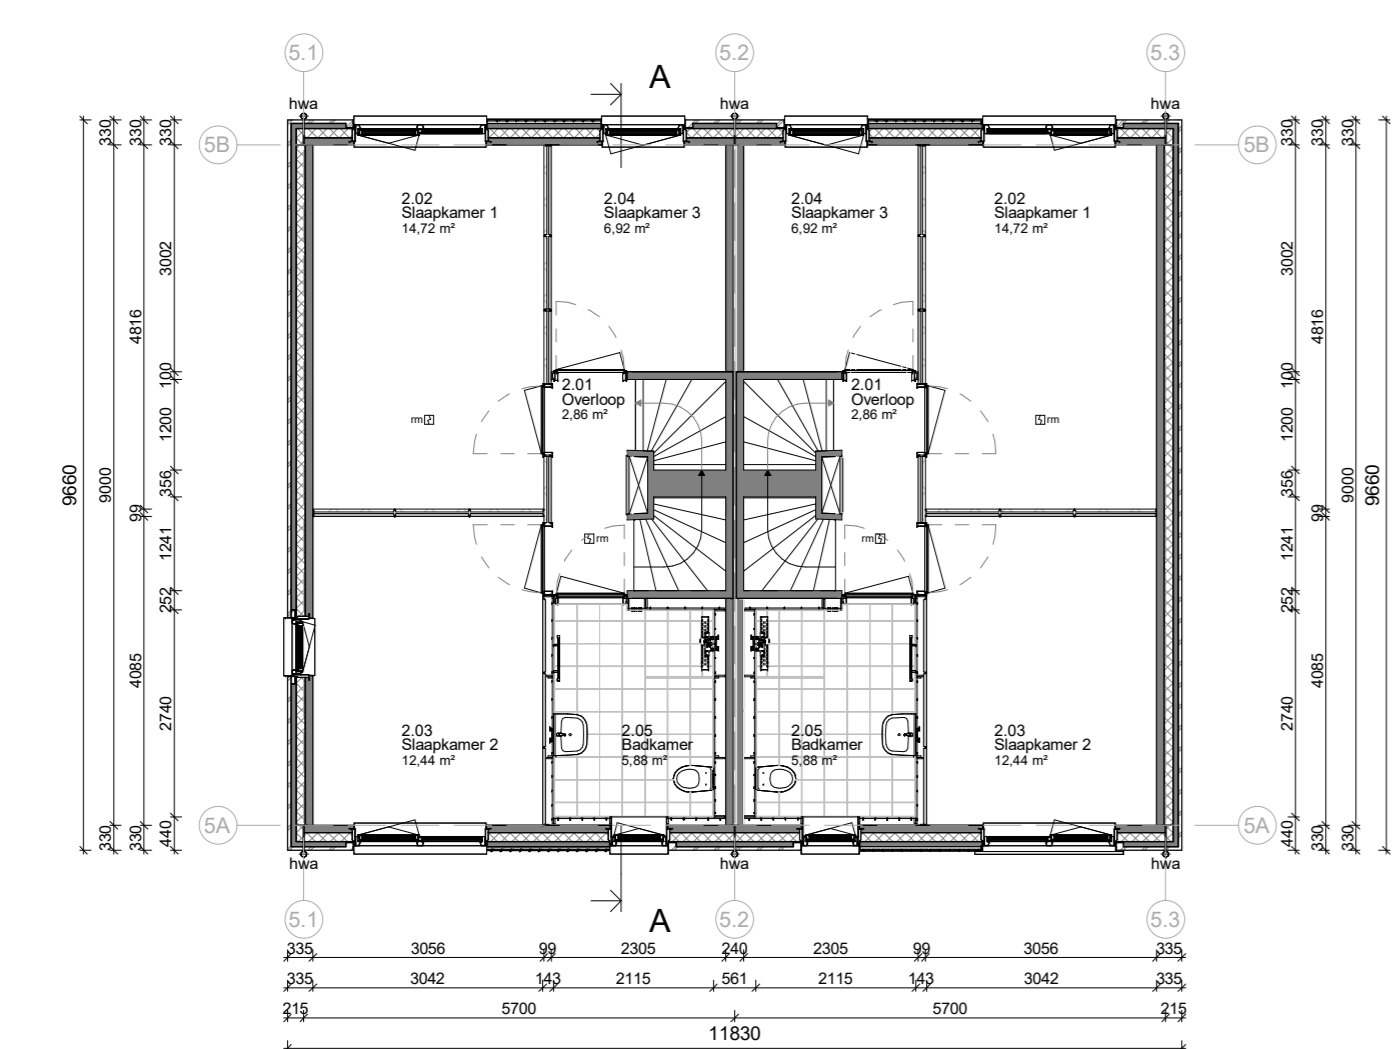 5.1
5.2
5.3
A
hwa
hwa
hwa
5B
5B
330
330
330
330
330
330
2.02
Slaapkamer 1
14,72 m²
2.04
Slaapkamer 3
6,92 m²
2.04
Slaapkamer 3
6,92 m²
2.02
Slaapkamer 1
14,72 m²
3002
4816
100
1200
356
9660
9000
99
1241
252
4085
2740
3002
4816
100
1200
356
9000
9660
99
1241
252
4085
2740
2.01
Overloop
2,86 m²
2.01
Overloop
2,86 m²
rm
rm
rm
rm
2.03
Slaapkamer 2
12,44 m²
2.05
Badkamer
5,88 m²
2.05
Badkamer
5,88 m²
2.03
Slaapkamer 2
12,44 m²
5A
5A
330
330
440
440
330
330
hwa
hwa
hwa
5.1
A
5.2
5.3
335 3056 99 2305 240 2305 99 3056 335
335 3042 143 2115 561 2115 143 3042 335
215 5700 5700 215
11830